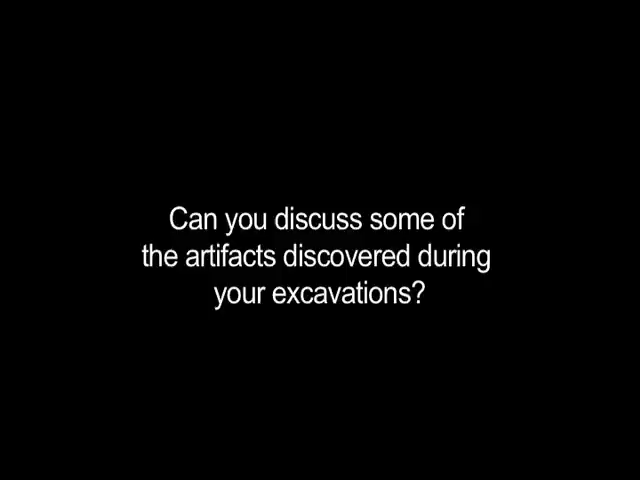 Can you discuss some of
the artifacts discovered during
your excavations?